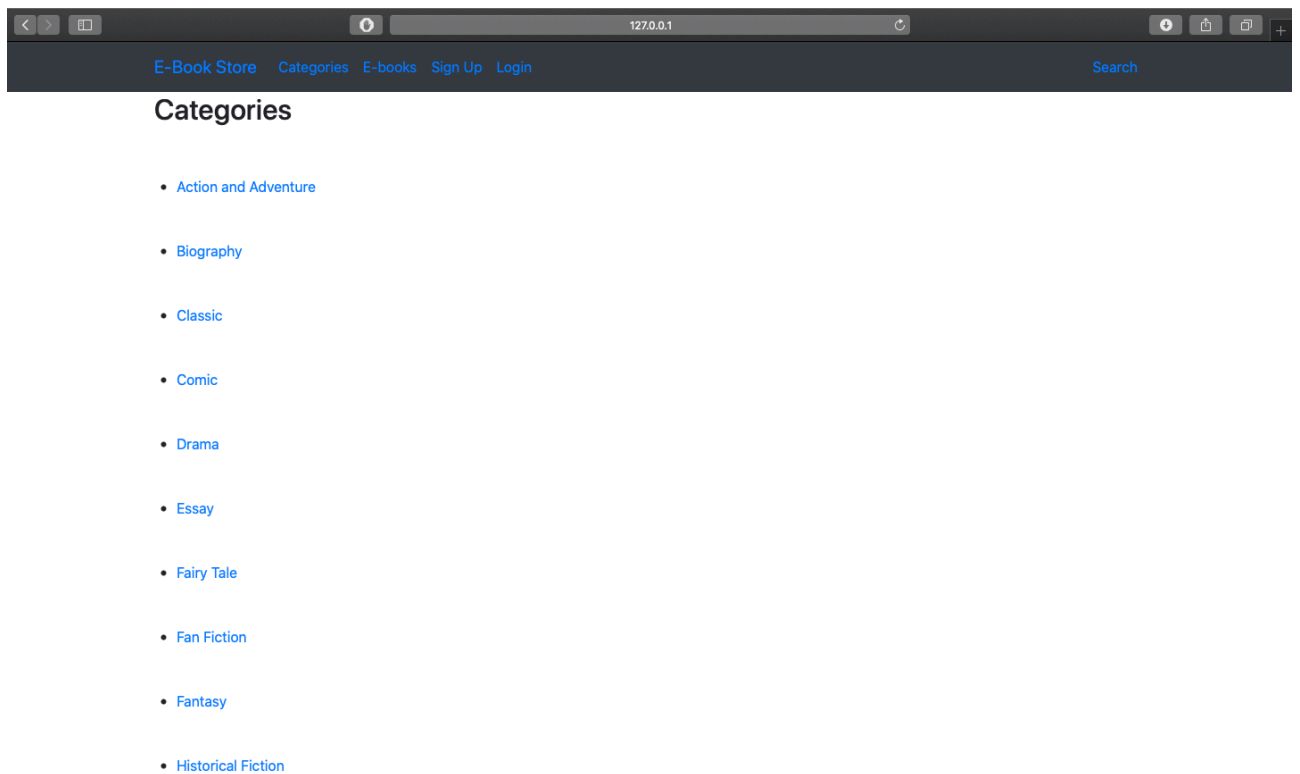 127.0.0.1
E-Book Store Categories E-books Sign Up Login Search
Categories
• Action and Adventure
• Biography
• Classic
• Comic
• Drama
• Essay
• Fairy Tale
• Fan Fiction
• Fantasy
• Historical Fiction